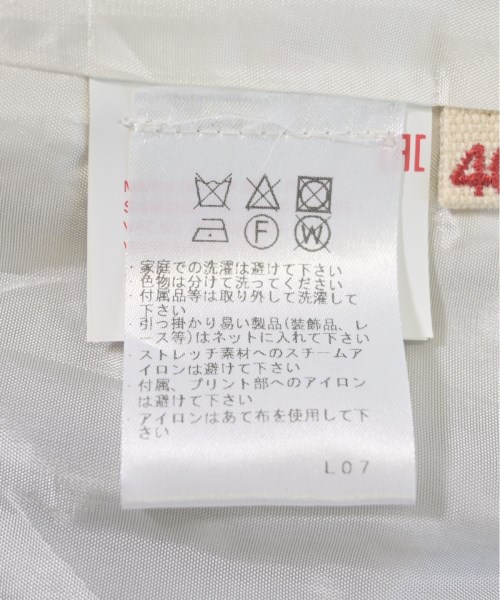 F
W
・家庭での洗濯は避けて下さい
色物は分けて洗ってください
・付属品等は取り外して洗濯して
下さい
・引っ掛かり易い製品(装飾品、レ
ース等)はネットに入れて下さい
・ストレッチ素材へのスチームア
イロンは避けて下さい
・付属、プリント部へのアイロン
は避けて下さい
・アイロンはあて布を使用して下
さい
L07